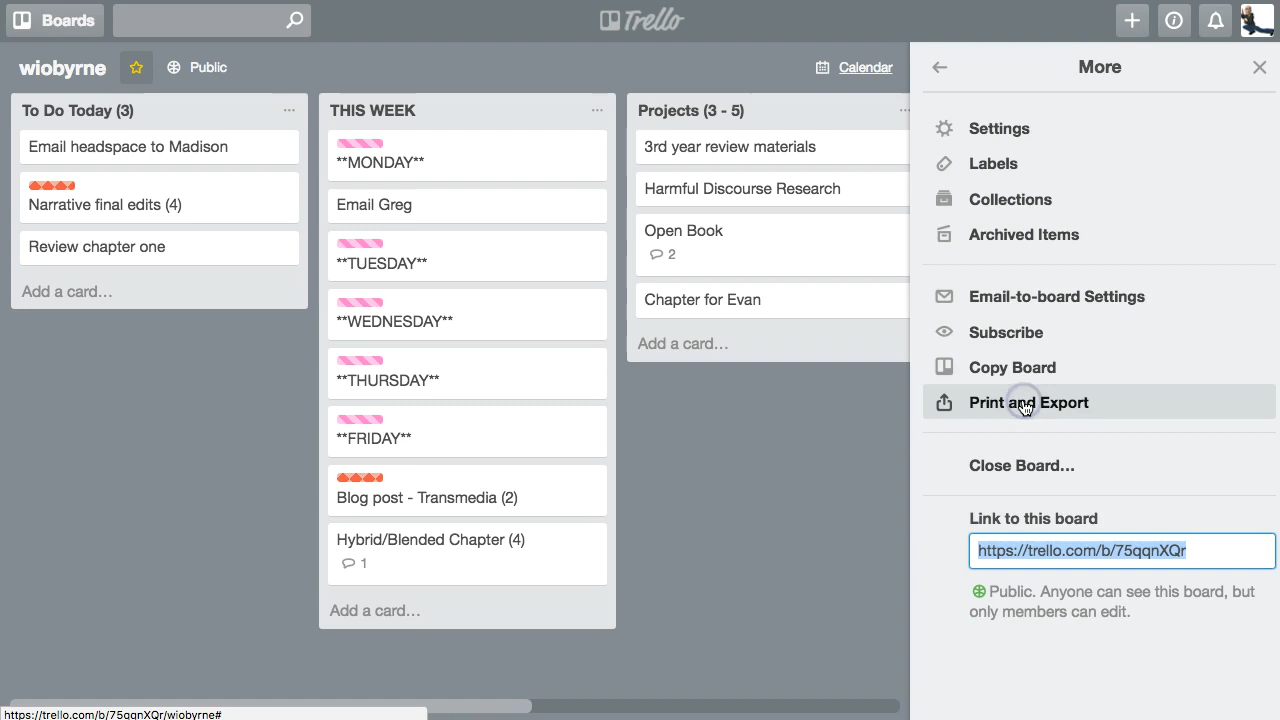 Boards
Trello
wiobyrne
Public
Calendar
To Do Today (3)
Email headspace to Madison
Narrative final edits (4)
Review chapter one
Add a card…
THIS WEEK
**MONDAY**
Email Greg
**TUESDAY**
**WEDNESDAY**
**THURSDAY**
**FRIDAY**
Blog post - Transmedia (2)
Hybrid/Blended Chapter (4)
1
Add a card…
Projects (3 - 5)
3rd year review materials
Harmful Discourse Research
Open Book
2
Chapter for Evan
Add a card…
More
Settings
Labels
Collections
Archived Items
Email-to-board Settings
Subscribe
Copy Board
Print and Export
Close Board…
Link to this board
https://trello.com/b/75qqnXQr
Public. Anyone can see this board, but
only members can edit.
https://trello.com/b/75qqnXQr/wiobyrne#